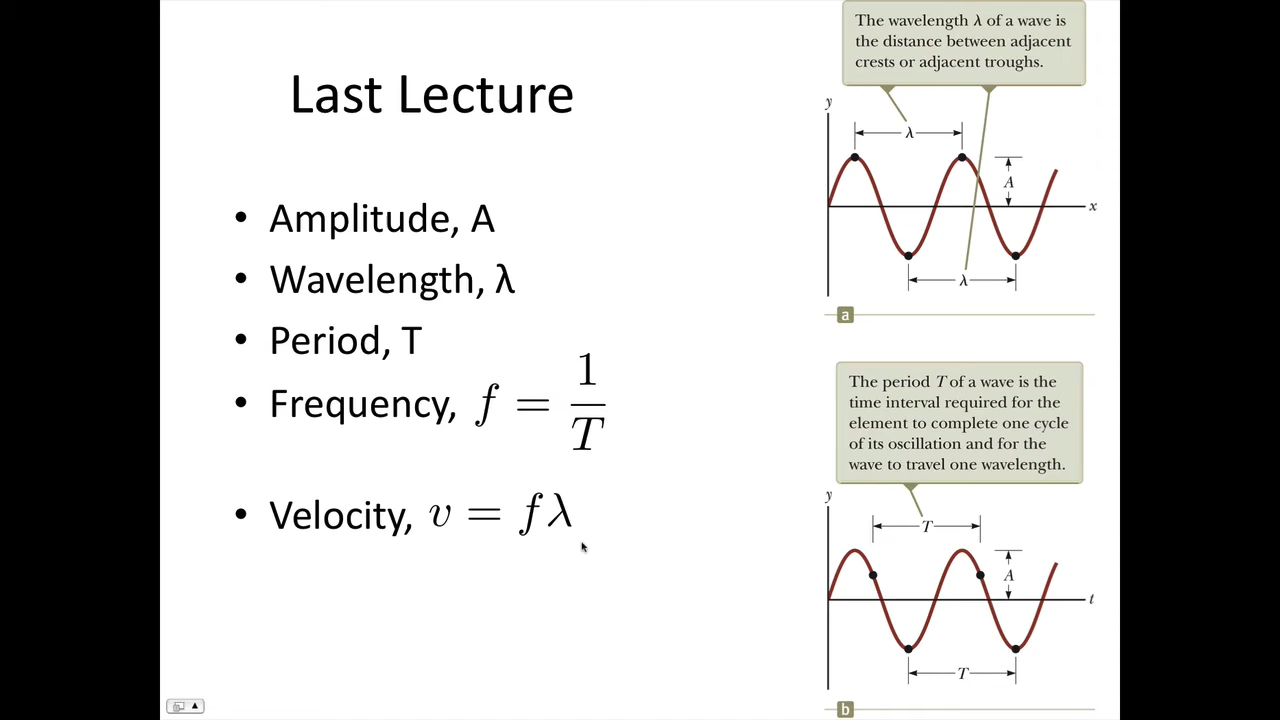 Last Lecture
• Amplitude, A
• Wavelength, λ
• Period, T
• Frequency, f = 1/T
• Velocity, v = fλ
The wavelength λ of a wave is
the distance between adjacent
crests or adjacent troughs.
y
λ
A
x
λ
a
The period T of a wave is the
time interval required for the
element to complete one cycle
of its oscillation and for the
wave to travel one wavelength.
y
T
A
t
T
b